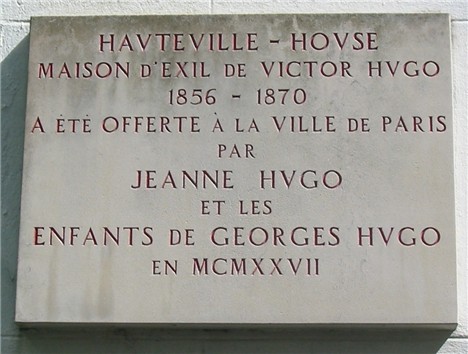 HAVTEVILLE - HOVSE
MAISON D'EXIL DE VICTOR HVGO
1856 - 1870
A ÉTÉ OFFERTE À LA VILLE DE PARIS
PAR
JEANNE HVGO
ET LES
ENFANTS DE GEORGES HVGO
EN MCMXXVII